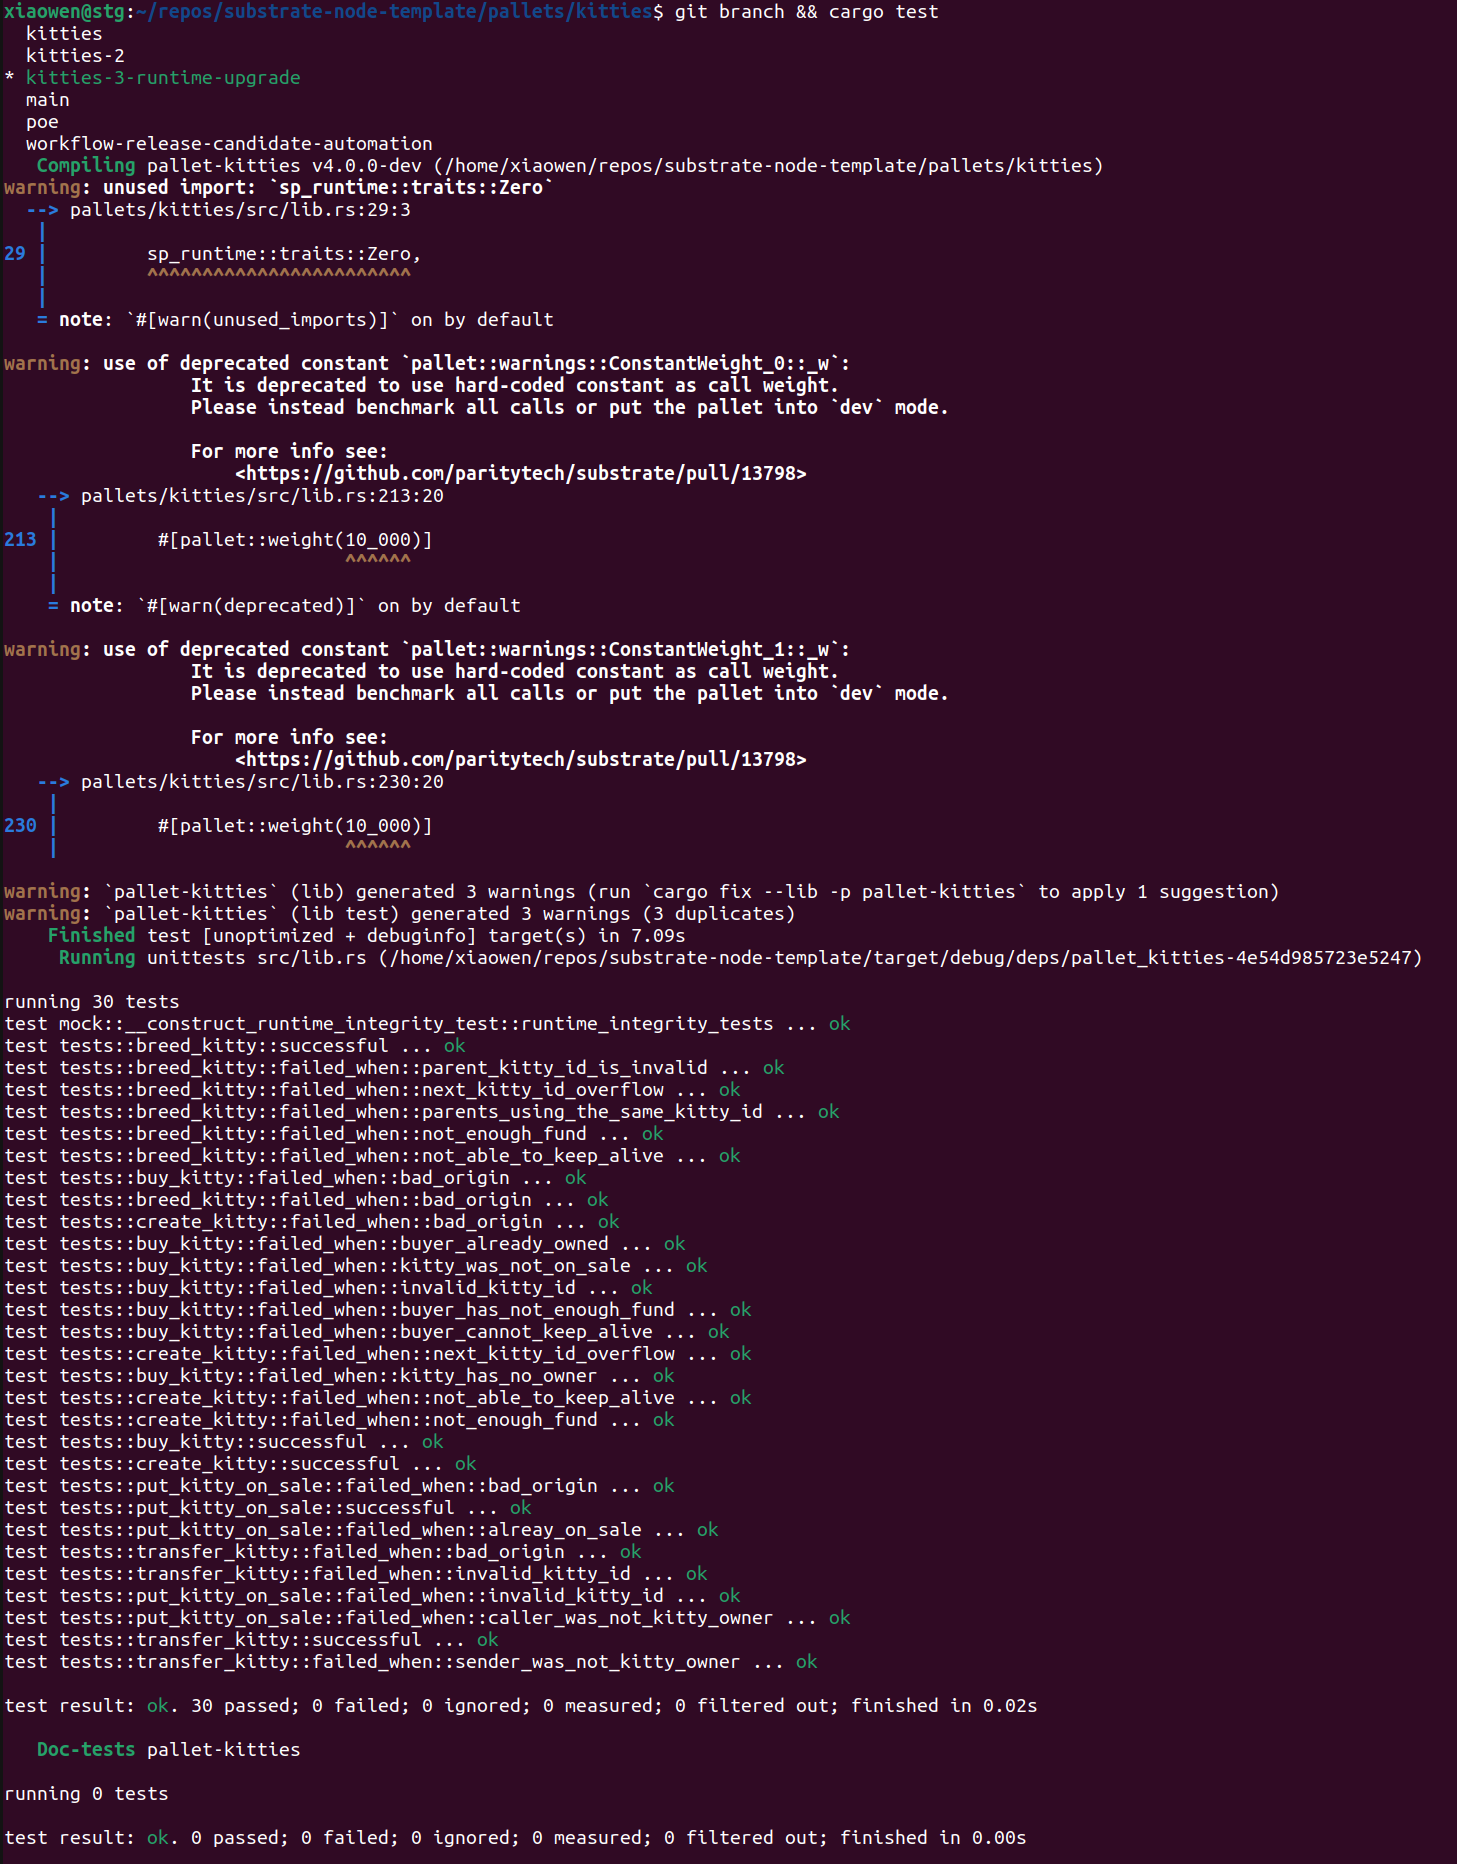 xiaowen@stg:~/repos/substrate-node-template/pallets/kitties$ git branch && cargo test
  kitties
  kitties-2
* kitties-3-runtime-upgrade
  main
  poe
  workflow-release-candidate-automation
   Compiling pallet-kitties v4.0.0-dev (/home/xiaowen/repos/substrate-node-template/pallets/kitties)
warning: unused import: `sp_runtime::traits::Zero`
  --> pallets/kitties/src/lib.rs:29:3
   |
29 |         sp_runtime::traits::Zero,
   |         ^^^^^^^^^^^^^^^^^^^^^^^^
   |
   = note: `#[warn(unused_imports)]` on by default

warning: use of deprecated constant `pallet::warnings::ConstantWeight_0::_w`:
                 It is deprecated to use hard-coded constant as call weight.
                 Please instead benchmark all calls or put the pallet into `dev` mode.

                 For more info see:
                     <https://github.com/paritytech/substrate/pull/13798>
   --> pallets/kitties/src/lib.rs:213:20
    |
213 |         #[pallet::weight(10_000)]
    |                          ^^^^^^
    |
    = note: `#[warn(deprecated)]` on by default

warning: use of deprecated constant `pallet::warnings::ConstantWeight_1::_w`:
                 It is deprecated to use hard-coded constant as call weight.
                 Please instead benchmark all calls or put the pallet into `dev` mode.

                 For more info see:
                     <https://github.com/paritytech/substrate/pull/13798>
   --> pallets/kitties/src/lib.rs:230:20
    |
230 |         #[pallet::weight(10_000)]
    |                          ^^^^^^

warning: `pallet-kitties` (lib) generated 3 warnings (run `cargo fix --lib -p pallet-kitties` to apply 1 suggestion)
warning: `pallet-kitties` (lib test) generated 3 warnings (3 duplicates)
    Finished test [unoptimized + debuginfo] target(s) in 7.09s
     Running unittests src/lib.rs (/home/xiaowen/repos/substrate-node-template/target/debug/deps/pallet_kitties-4e54d985723e5247)

running 30 tests
test mock::__construct_runtime_integrity_test::runtime_integrity_tests ... ok
test tests::breed_kitty::successful ... ok
test tests::breed_kitty::failed_when::parent_kitty_id_is_invalid ... ok
test tests::breed_kitty::failed_when::next_kitty_id_overflow ... ok
test tests::breed_kitty::failed_when::parents_using_the_same_kitty_id ... ok
test tests::breed_kitty::failed_when::not_enough_fund ... ok
test tests::breed_kitty::failed_when::not_able_to_keep_alive ... ok
test tests::buy_kitty::failed_when::bad_origin ... ok
test tests::breed_kitty::failed_when::bad_origin ... ok
test tests::create_kitty::failed_when::bad_origin ... ok
test tests::buy_kitty::failed_when::buyer_already_owned ... ok
test tests::buy_kitty::failed_when::kitty_was_not_on_sale ... ok
test tests::buy_kitty::failed_when::invalid_kitty_id ... ok
test tests::buy_kitty::failed_when::buyer_has_not_enough_fund ... ok
test tests::buy_kitty::failed_when::buyer_cannot_keep_alive ... ok
test tests::create_kitty::failed_when::next_kitty_id_overflow ... ok
test tests::buy_kitty::failed_when::kitty_has_no_owner ... ok
test tests::create_kitty::failed_when::not_able_to_keep_alive ... ok
test tests::create_kitty::failed_when::not_enough_fund ... ok
test tests::buy_kitty::successful ... ok
test tests::create_kitty::successful ... ok
test tests::put_kitty_on_sale::failed_when::bad_origin ... ok
test tests::put_kitty_on_sale::successful ... ok
test tests::put_kitty_on_sale::failed_when::alreay_on_sale ... ok
test tests::transfer_kitty::failed_when::bad_origin ... ok
test tests::transfer_kitty::failed_when::invalid_kitty_id ... ok
test tests::put_kitty_on_sale::failed_when::invalid_kitty_id ... ok
test tests::put_kitty_on_sale::failed_when::caller_was_not_kitty_owner ... ok
test tests::transfer_kitty::successful ... ok
test tests::transfer_kitty::failed_when::sender_was_not_kitty_owner ... ok

test result: ok. 30 passed; 0 failed; 0 ignored; 0 measured; 0 filtered out; finished in 0.02s

   Doc-tests pallet-kitties

running 0 tests

test result: ok. 0 passed; 0 failed; 0 ignored; 0 measured; 0 filtered out; finished in 0.00s